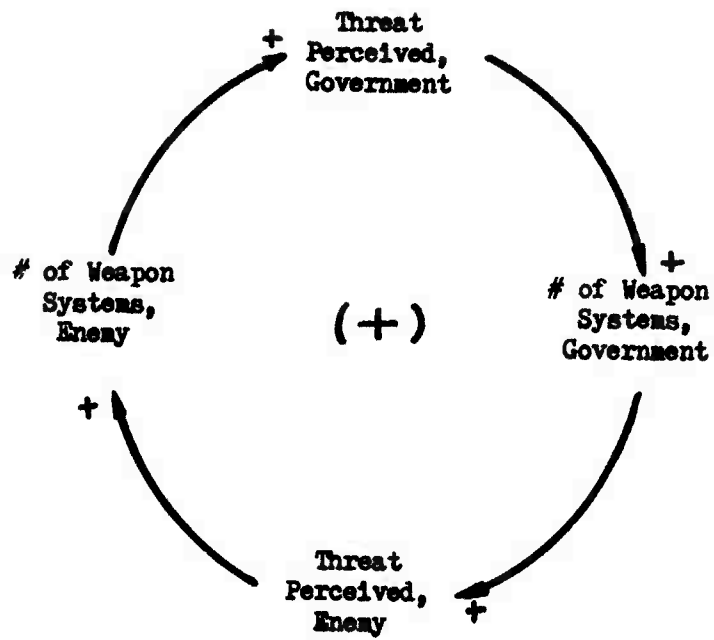 +
Threat
Perceived,
Government
+
# of Weapon
Systems,
Government
# of Weapon
Systems,
Enemy
(+)
+
Threat
Perceived,
Enemy
+